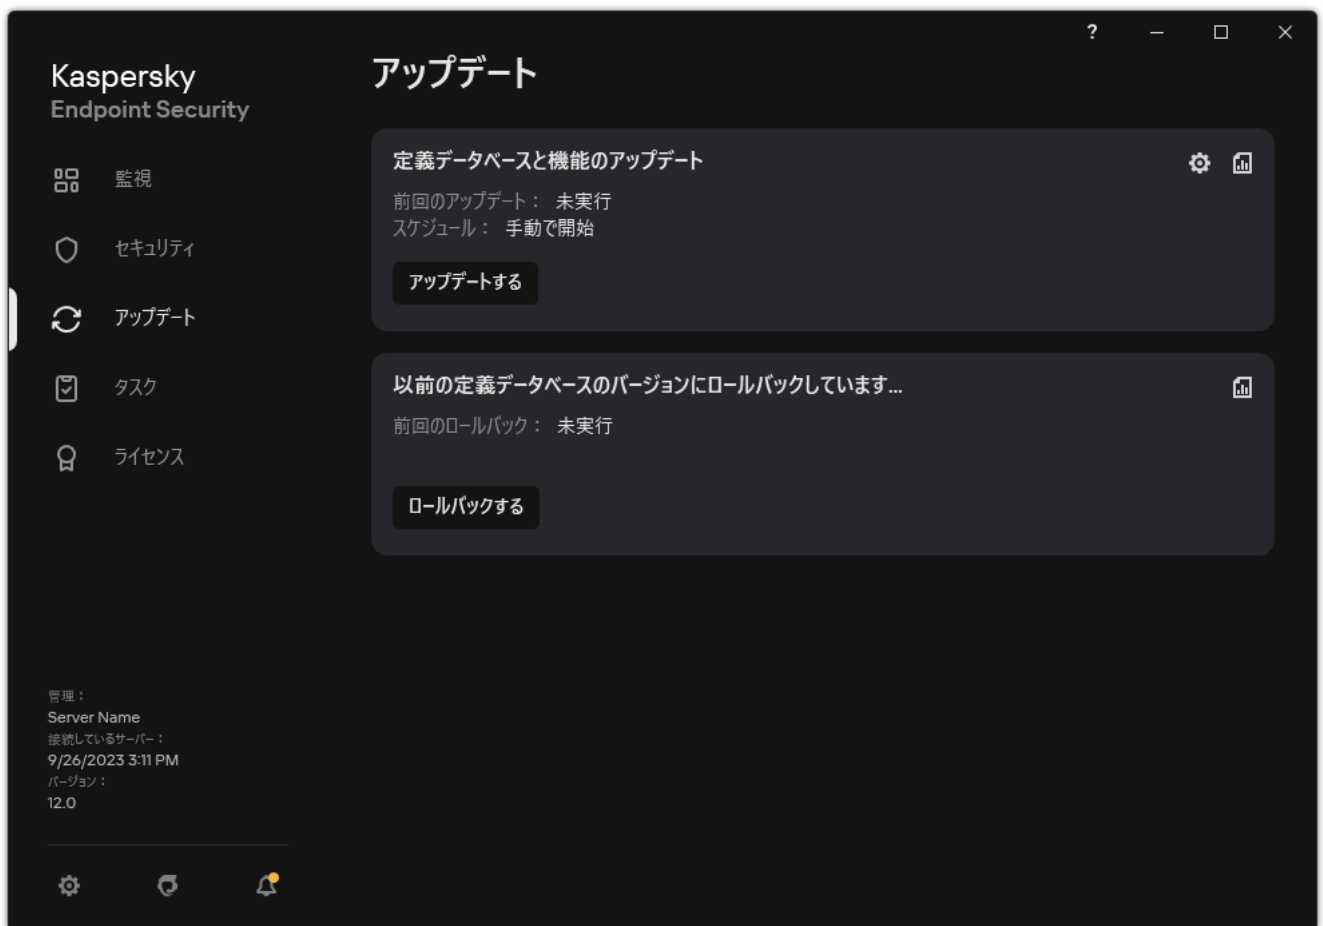 ?
Kaspersky
Endpoint Security
監視
セキュリティ
アップデート
タスク
ライセンス
管理：
Server Name
接続しているサーバー：
9/26/2023 3:11 PM
バージョン：
12.0
アップデート
定義データベースと機能のアップデート
前回のアップデート： 未実行
スケジュール： 手動で開始
アップデートする
以前の定義データベースのバージョンにロールバックしています...
前回のロールバック： 未実行
ロールバックする